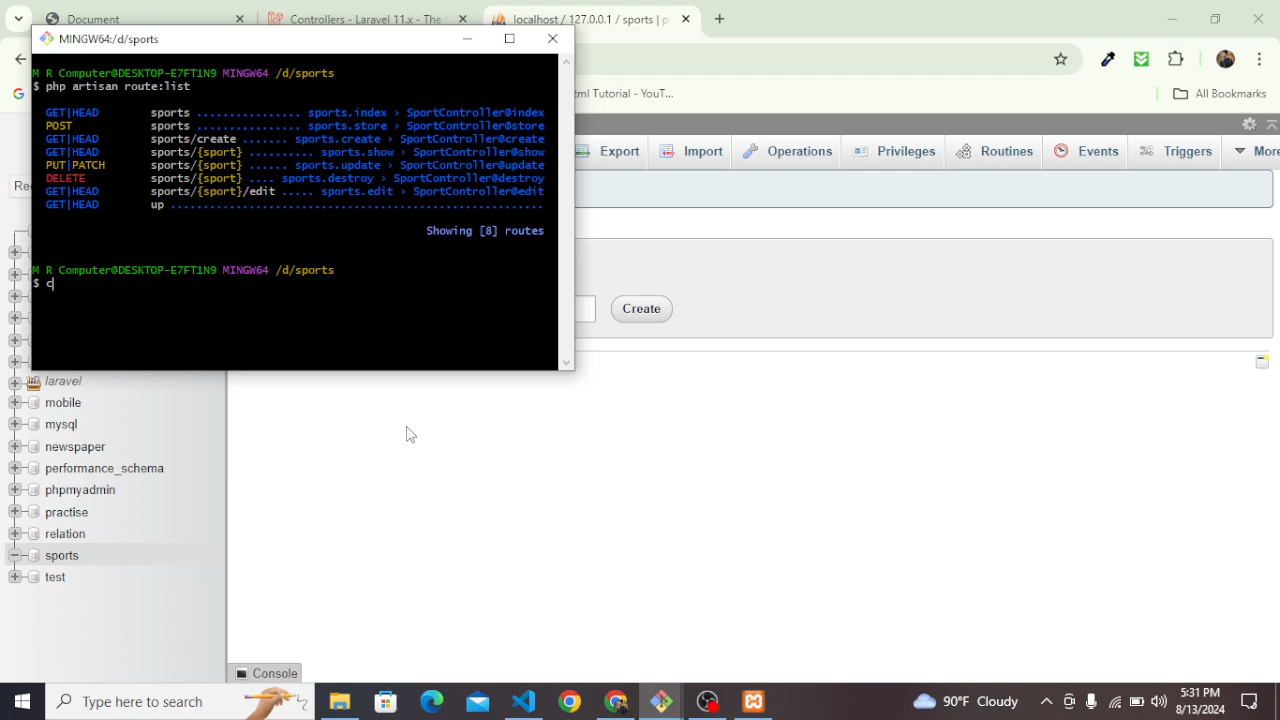 Document
Controllers - Laravel 11.x - The
localhost / 127.0.0.1 / sports | p
MINGW64:/d/sports
M R Computer@DESKTOP-E7FT1N9 MINGW64 /d/sports
$ php artisan route:list
GET|HEAD sports ................ sports.index › SportController@index
POST sports ................ sports.store › SportController@store
GET|HEAD sports/create ....... sports.create › SportController@create
GET|HEAD sports/{sport} .......... sports.show › SportController@show
PUT|PATCH sports/{sport} ...... sports.update › SportController@update
DELETE sports/{sport} .... sports.destroy › SportController@destroy
GET|HEAD sports/{sport}/edit ..... sports.edit › SportController@edit
GET|HEAD up .........................................................
Showing [8] routes
M R Computer@DESKTOP-E7FT1N9 MINGW64 /d/sports
$ c
tml Tutorial - YouT...
All Bookmarks
Export
Import
Operations
Privileges
Routines
Events
Triggers
More
Create
laravel
mobile
mysql
newspaper
performance_schema
phpmyadmin
practise
relation
sports
test
Console
Type here to search
90°F Cloudy
5:31 PM
8/13/2024